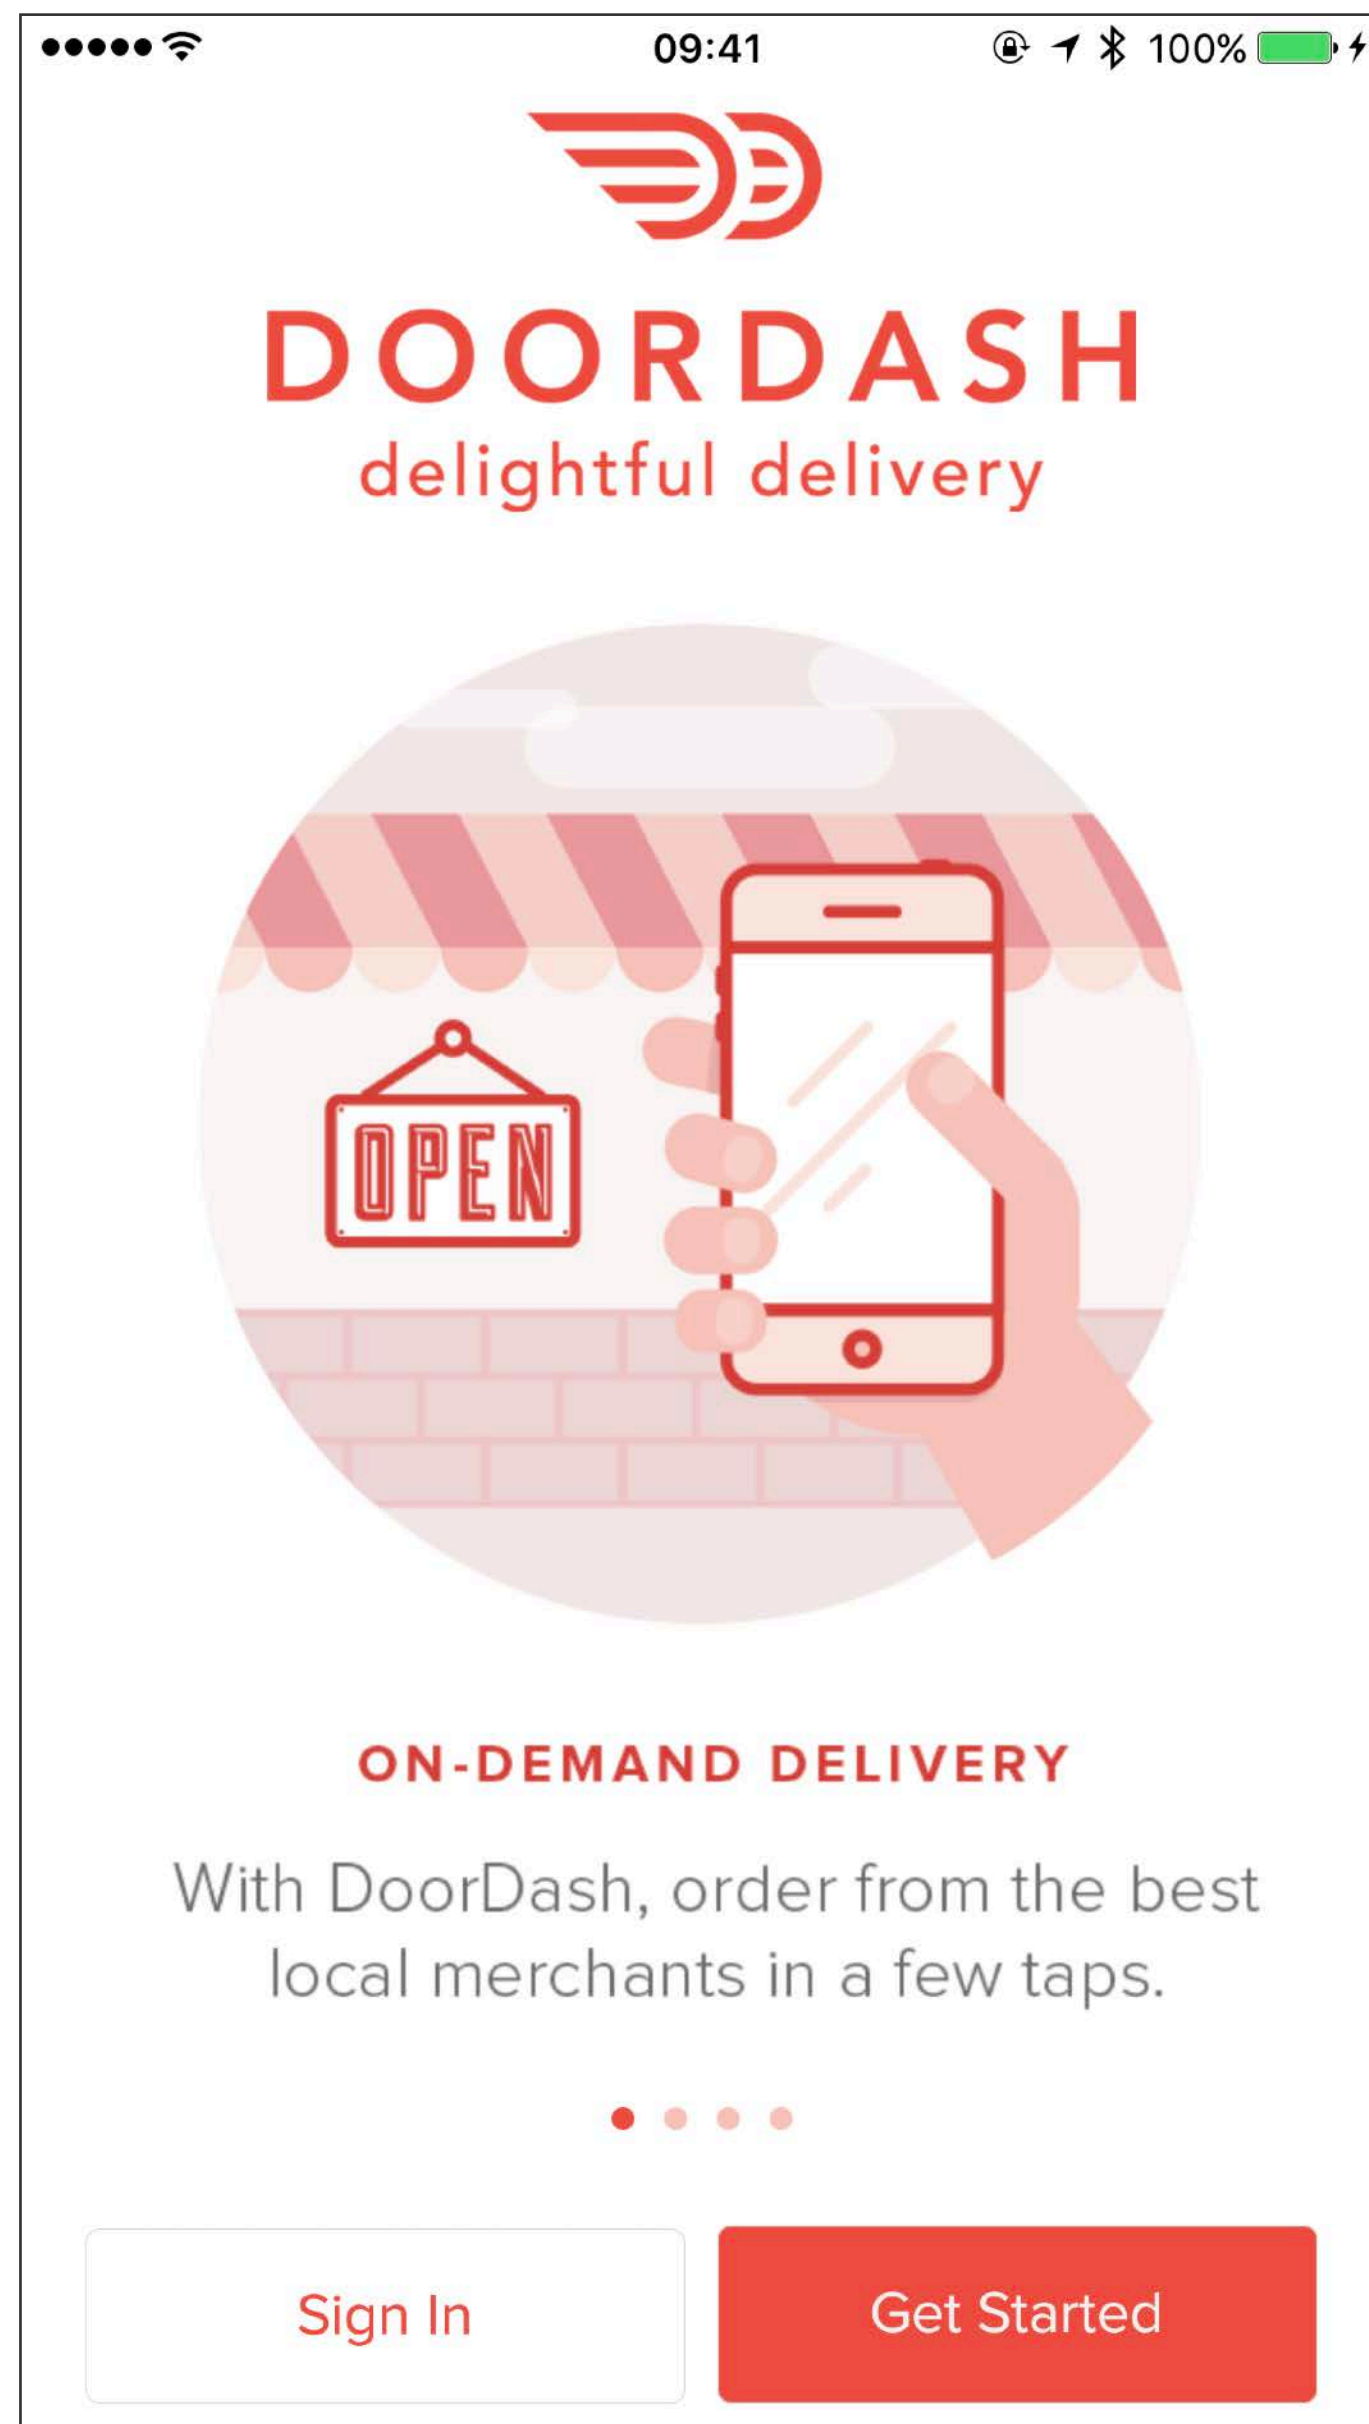 09:41
100%
DOORDASH
delightful delivery
OPEN
ON-DEMAND DELIVERY
With DoorDash, order from the best
local merchants in a few taps.
Sign In
Get Started